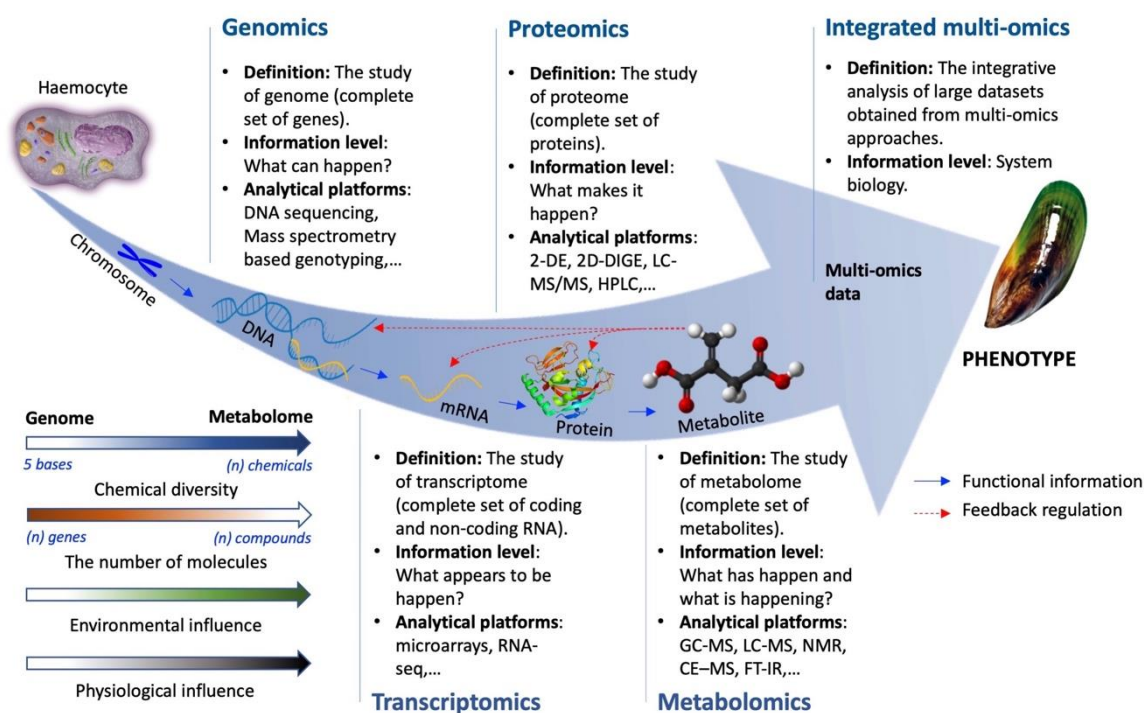 Genomics
• Definition: The study
of genome (complete
set of genes).
• Information level:
What can happen?
• Analytical platforms:
DNA sequencing,
Mass spectrometry
based genotyping,...
Proteomics
• Definition: The study
of proteome
(complete set of
proteins).
• Information level:
What makes it
happen?
• Analytical platforms:
2-DE, 2D-DIGE, LC-
MS/MS, HPLC,...
Integrated multi-omics
• Definition: The integrative
analysis of large datasets
obtained from multi-omics
approaches.
• Information level: System
biology.
Haemocyte
Chromosome
DNA
mRNA
Protein
Metabolite
Multi-omics
data
PHENOTYPE
Genome
Metabolome
5 bases
(n) chemicals
Chemical diversity
(n) genes
(n) compounds
The number of molecules
Environmental influence
Physiological influence
• Definition: The study
of transcriptome
(complete set of coding
and non-coding RNA).
• Information level:
What appears to be
happen?
• Analytical platforms:
microarrays, RNA-
seq,...
Transcriptomics
• Definition: The study
of metabolome
(complete set of
metabolites).
• Information level:
What has happen and
what is happening?
• Analytical platforms:
GC-MS, LC-MS, NMR,
CE–MS, FT-IR,...
Metabolomics
Functional information
Feedback regulation